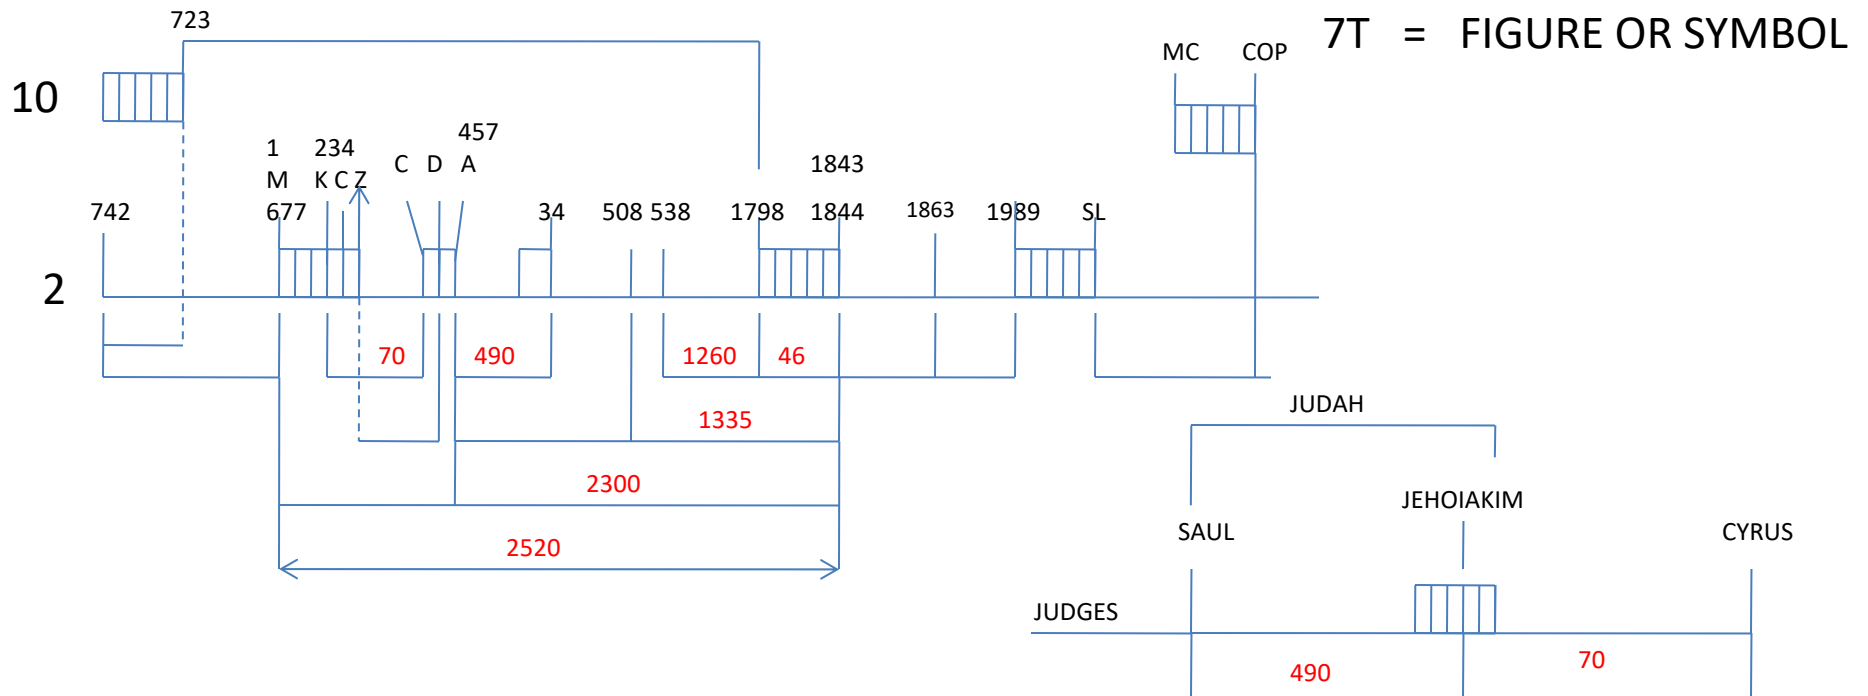 723
7T = FIGURE OR SYMBOL
MC COP
10
457
1 234 C D A 1843
M K C Z
742 677 34 508 538 1798 1844 1863 1989 SL
2
70 490 1260 46
1335
JUDAH
2300
JEHOIAKIM
SAUL CYRUS
2520
JUDGES
490 70